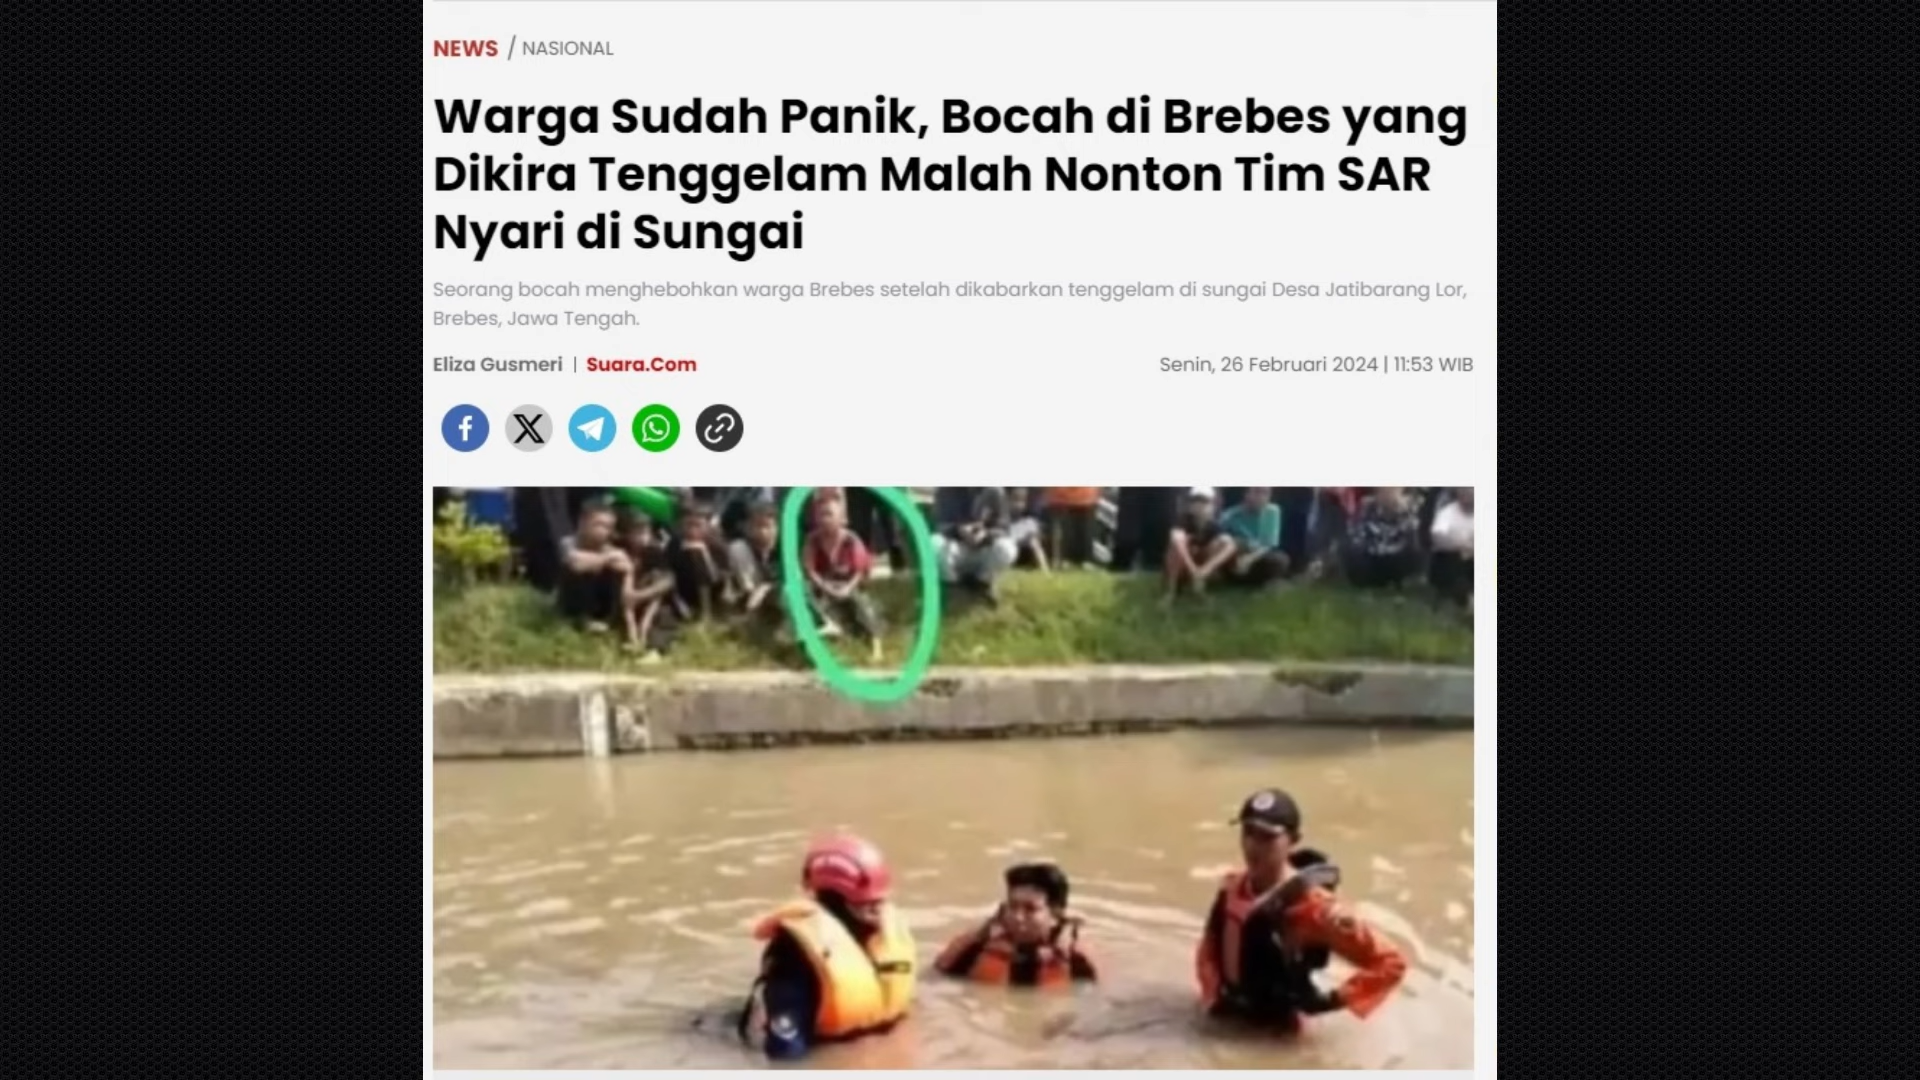 NEWS / NASIONAL
Warga Sudah Panik, Bocah di Brebes yang
Dikira Tenggelam Malah Nonton Tim SAR
Nyari di Sungai
Seorang bocah menghebohkan warga Brebes setelah dikabarkan tenggelam di sungai Desa Jatibarang Lor,
Brebes, Jawa Tengah.
Eliza Gusmeri | Suara.Com
Senin, 26 Februari 2024 | 11:53 WIB